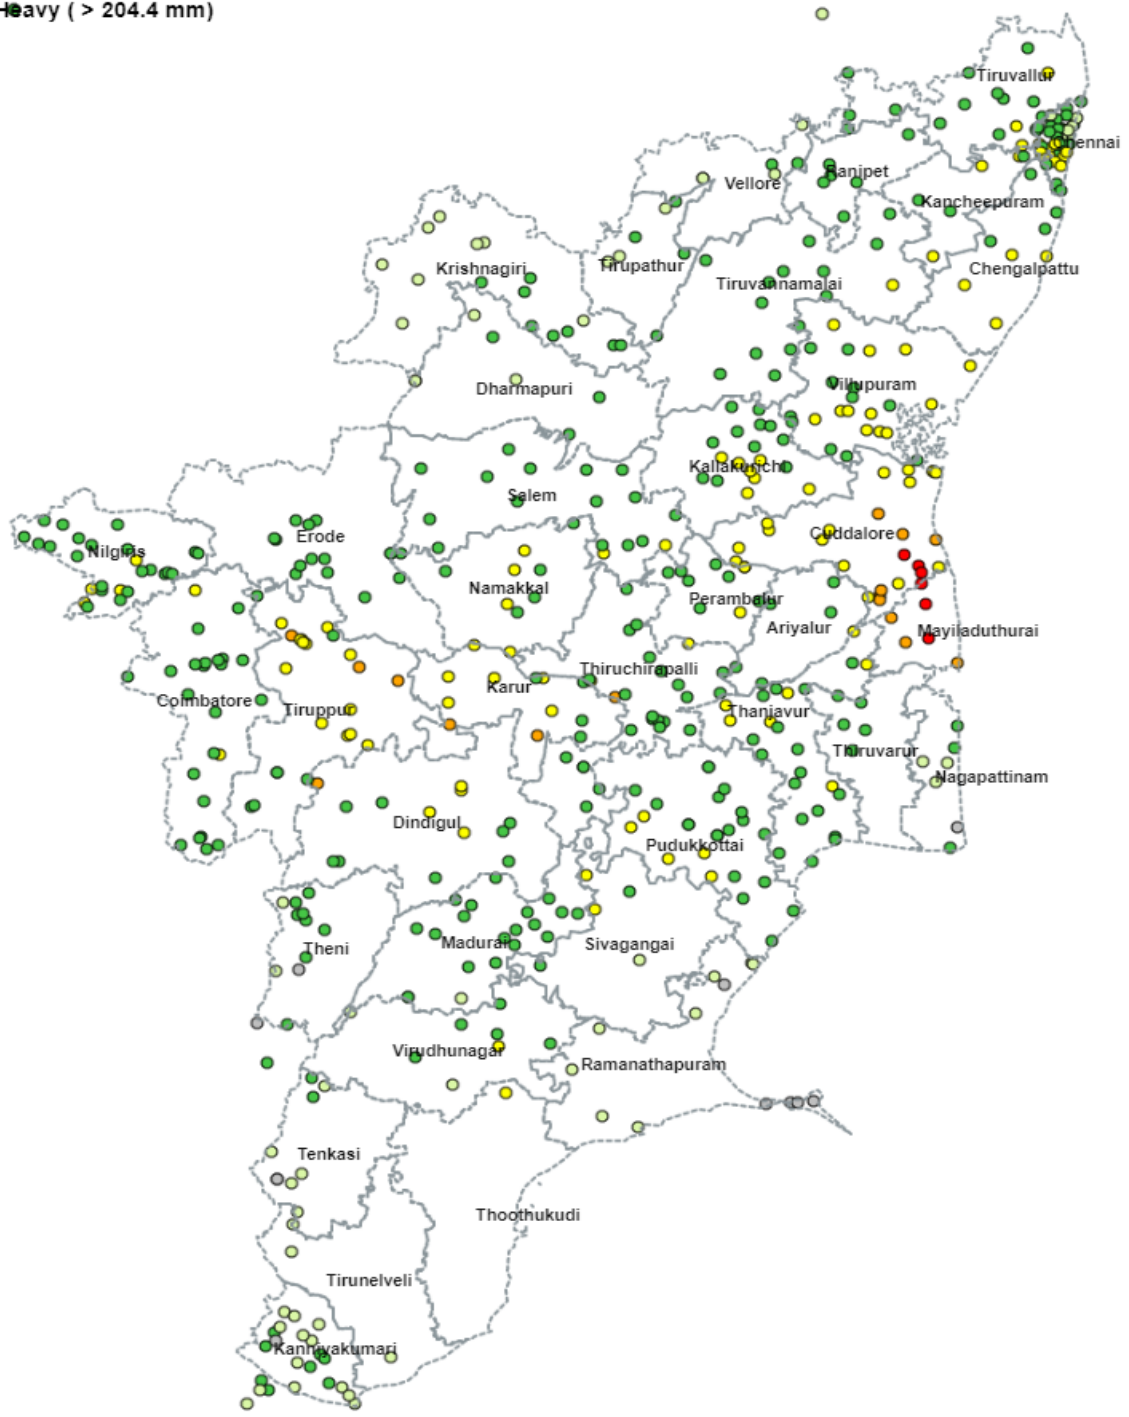 Heavy ( > 204.4 mm)
Tiruvallur
Chennai
Ranipet
Vellore
Kancheepuram
Krishnagiri
Tirupathur
Chengalpattu
Tiruvannamalai
Dharmapuri
Villupuram
Kallakurichi
Salem
Erode
Cuddalore
Nilgiris
Namakkal
Perambalur
Ariyalur
Mayiladuthurai
Thiruchirapalli
Karur
Coimbatore
Tiruppur
Thanjavur
Thiruvarur
Nagapattinam
Dindigul
Pudukkottai
Theni
Madurai
Sivagangai
Virudhunagar
Ramanathapuram
Tenkasi
Thoothukudi
Tirunelveli
Kanniyakumari